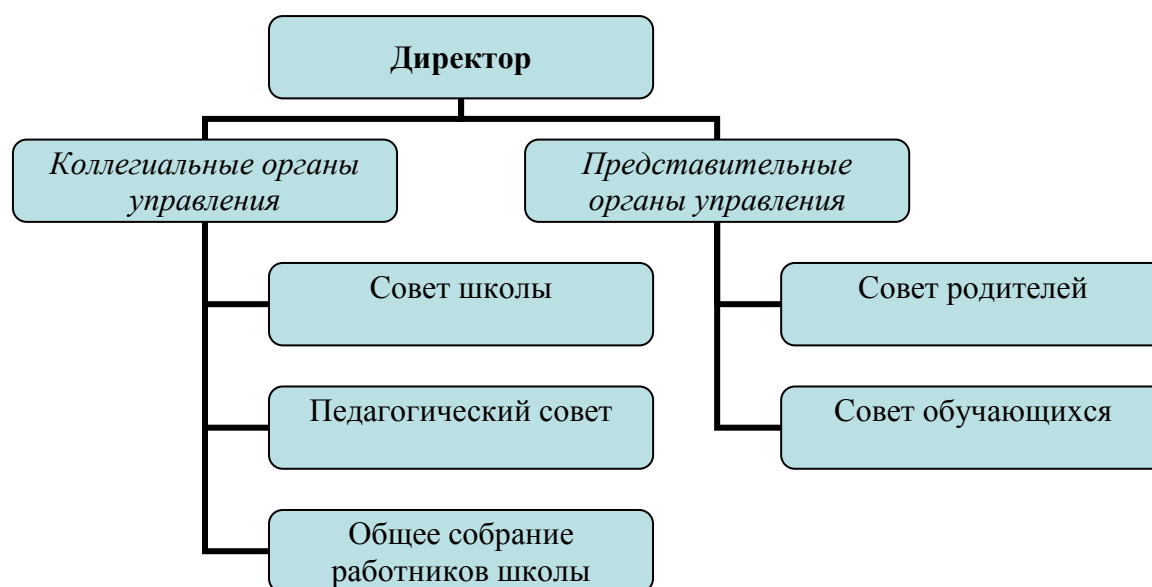 Директор
Коллегиальные органы
управления
Представительные
органы управления
Совет школы
Совет родителей
Педагогический совет
Совет обучающихся
Общее собрание
работников школы